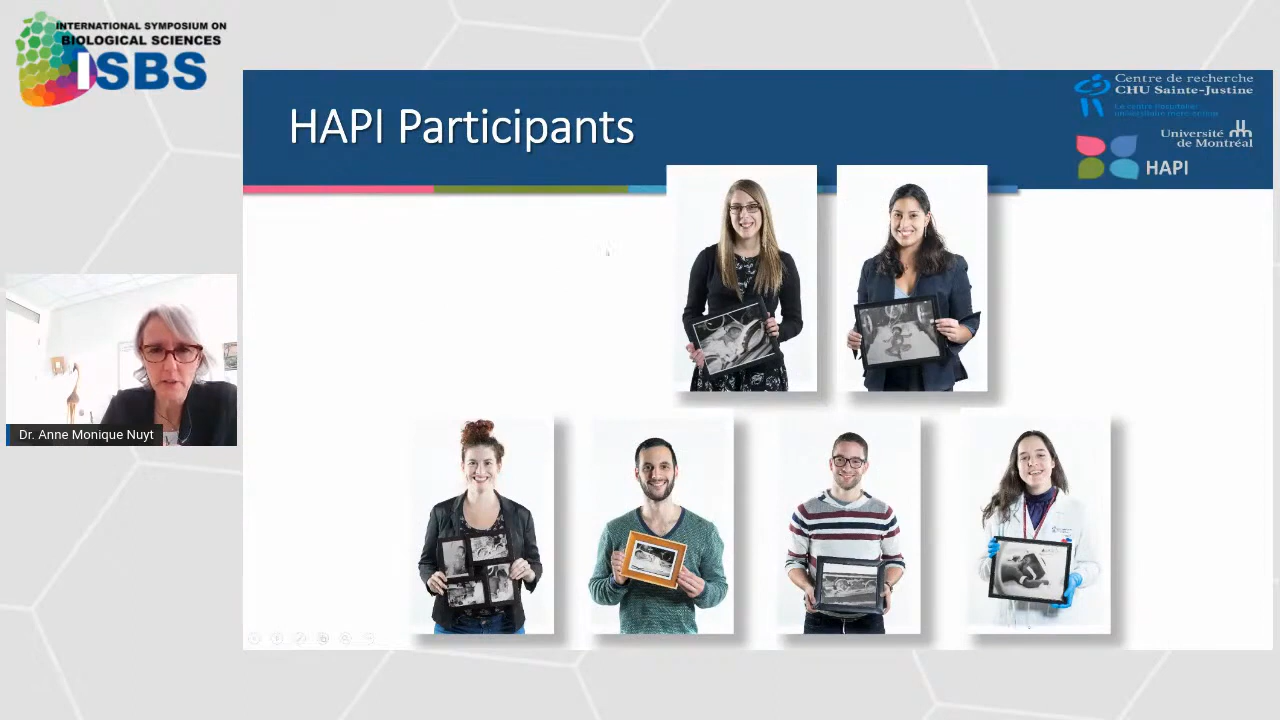 INTERNATIONAL SYMPOSIUM ON
BIOLOGICAL SCIENCES
ISBS
HAPI Participants
Centre de recherche
CHU Sainte-Justine
Le centre hospitalier
universitaire mère-enfant
Université
de Montréal
HAPI
Dr. Anne Monique Nuyt